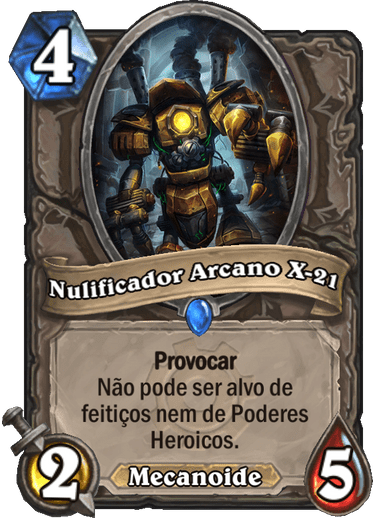 4
Nulificador Arcano X-21
Provocar
Não pode ser alvo de
feitiços nem de Poderes
Heroicos.
2
Mecanoide
5